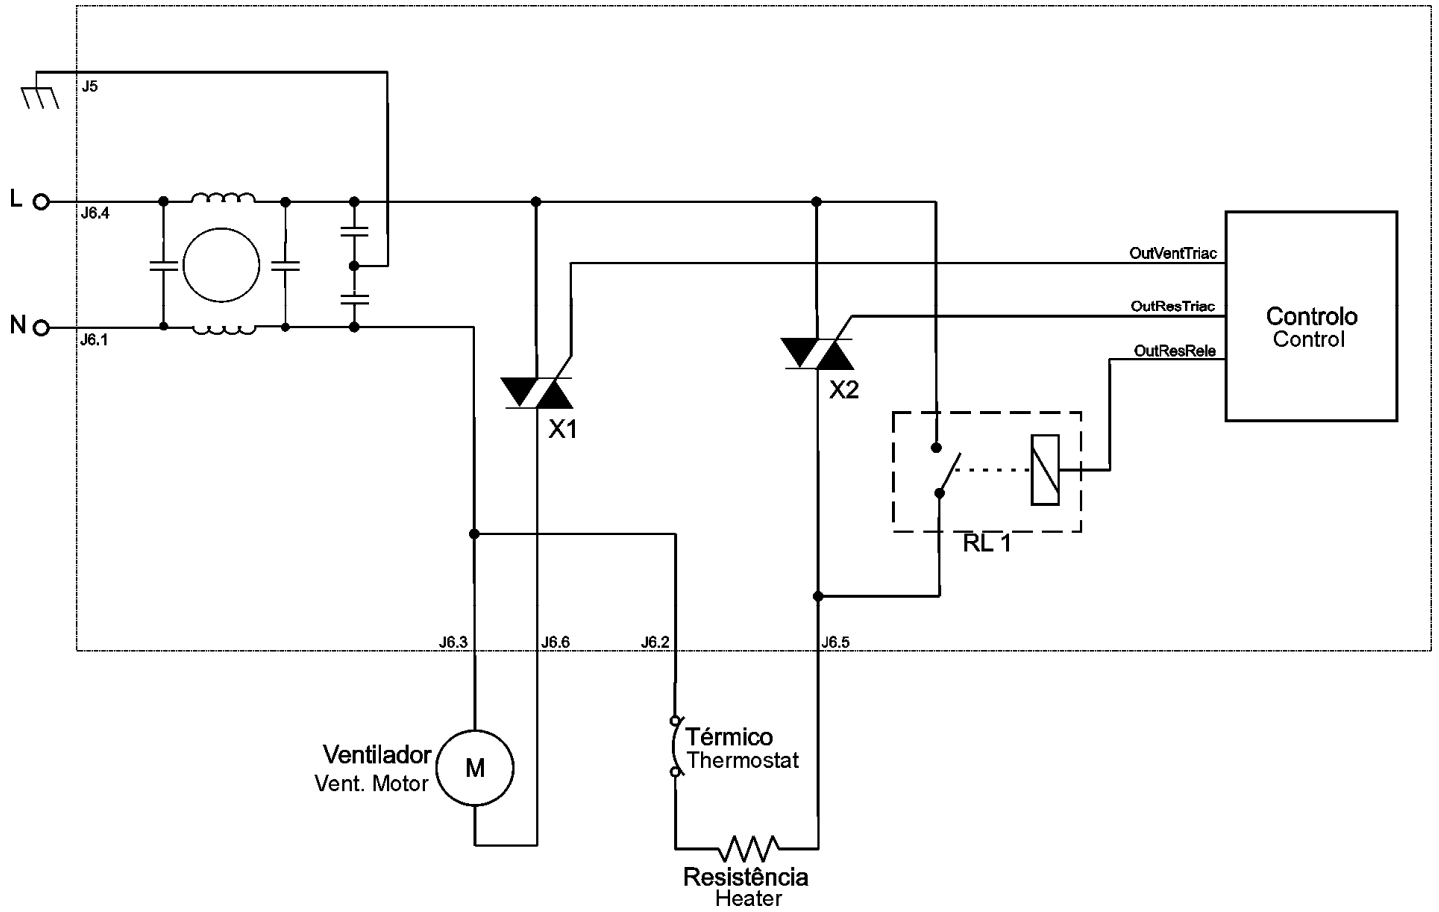 J5
L
J6.4
OutVentTriac
OutResTriac
Controlo
Control
N
J6.1
OutResRele
X2
X1
RL 1
J6.3
J6.6
J6.2
J6.5
Térmico
Thermostat
Ventilador
Vent. Motor
M
Resistência
Heater